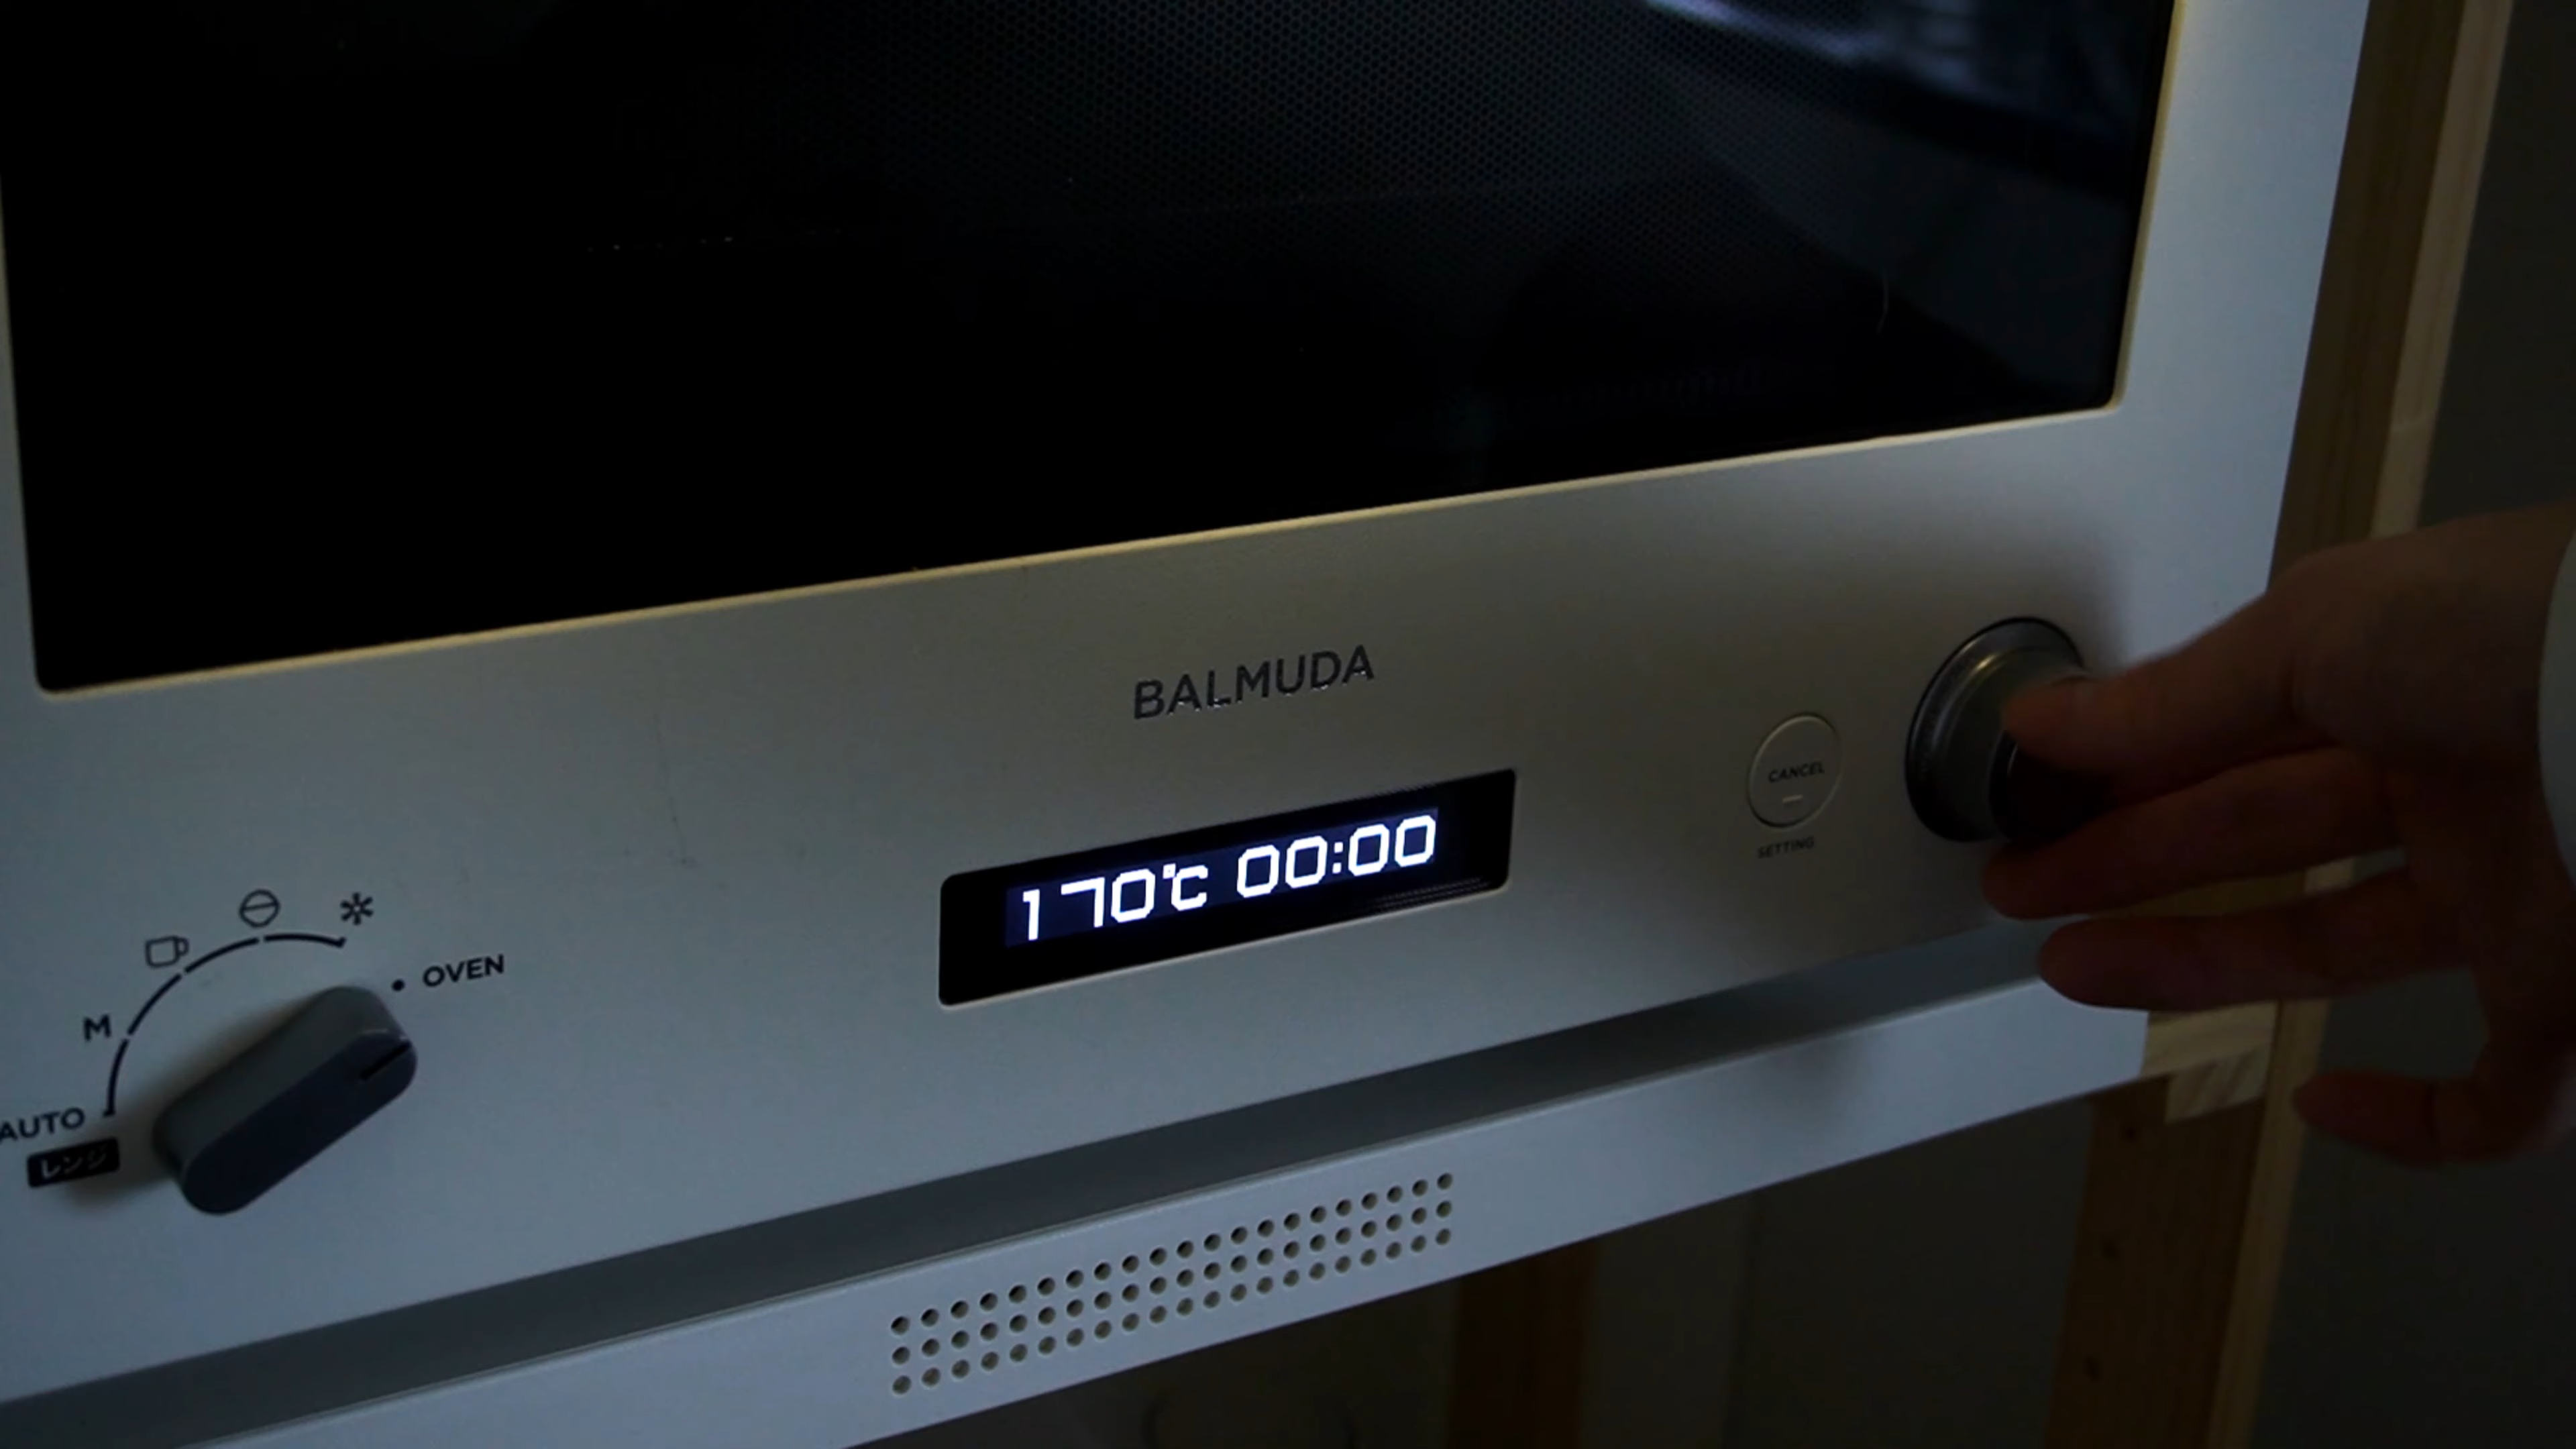 BALMUDA
CANCEL
SETTING
170℃ 00:00
OVEN
M
AUTO
レンジ